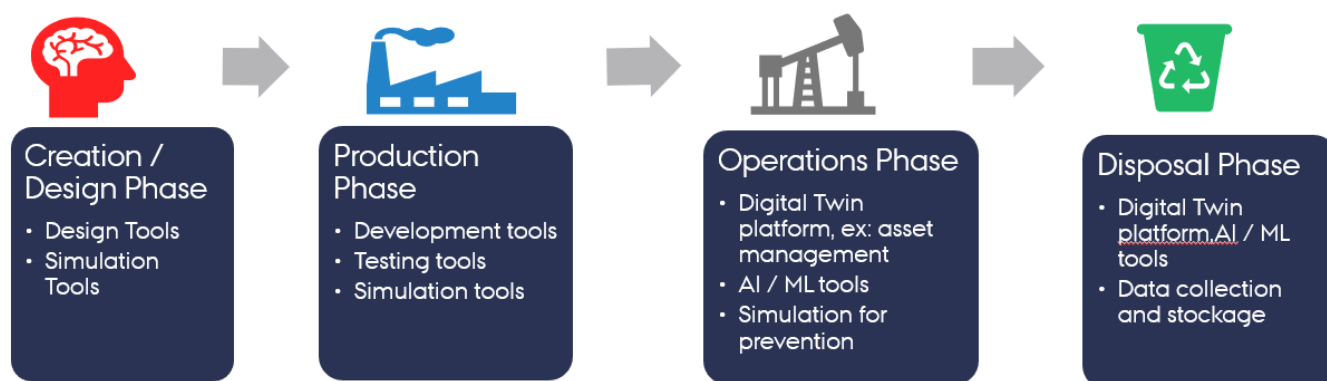 Creation /
Design Phase
• Design Tools
• Simulation
Tools
Production
Phase
• Development tools
• Testing tools
• Simulation tools
Operations Phase
• Digital Twin
platform, ex: asset
management
• AI / ML tools
• Simulation for
prevention
Disposal Phase
• Digital Twin
platform,AI / ML
tools
• Data collection
and stockage